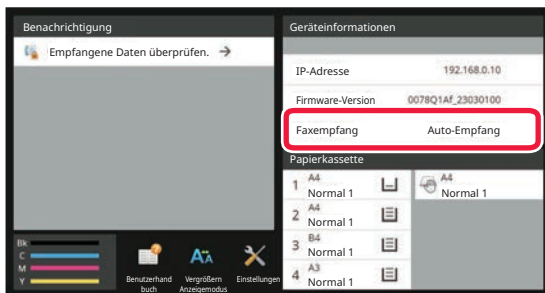 Benachrichtigung
Empfangene Daten überprüfen. →
Geräteinformationen
IP-Adresse 192.168.0.10
Firmware-Version 0078Q1Af_23030100
Faxempfang Auto-Empfang
Papierkassette
1 A4
Normal 1
A4
Normal 1
2 A4
Normal 1
3 B4
Normal 1
4 A3
Normal 1
Bk
C
M
Y
Benutzerhand
buch
AA
Vergrößern
Anzeigemodus
Einstellungen